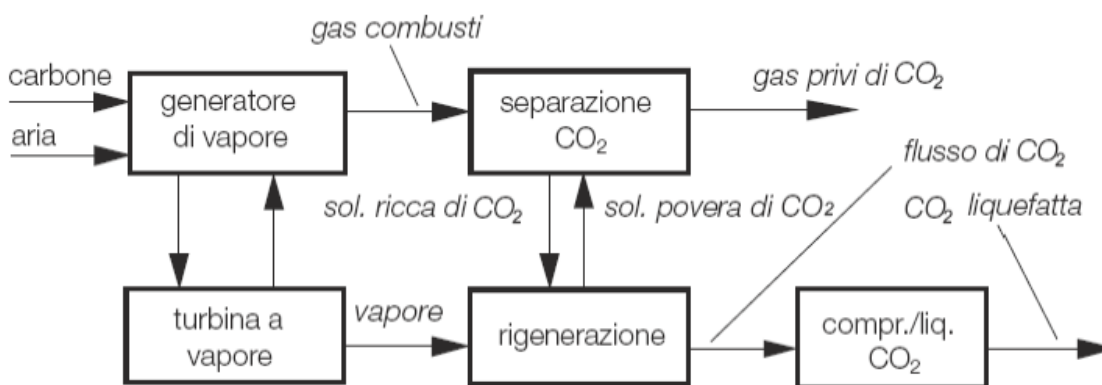 gas combusti
carbone
aria
generatore
di vapore
separazione
CO₂
gas privi di CO₂
flusso di CO₂
sol. ricca di CO₂
sol. povera di CO₂
CO₂ liquefatta
turbina a
vapore
vapore
rigenerazione
compr./liq.
CO₂